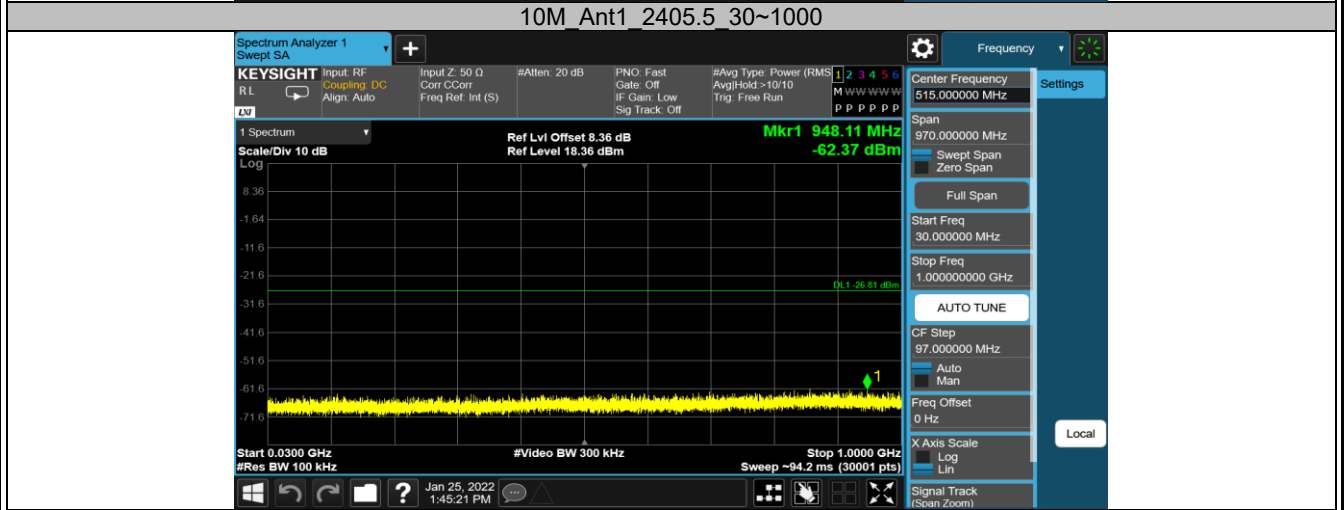 10M_Ant1_2405.5_30~1000
Spectrum Analyzer 1
Swept SA
+
Frequency
KEYSIGHT
RL
LXI
Input: RF
Coupling: DC
Align: Auto
Input Z: 50 Ω
Corr CCorr
Freq Ref: Int (S)
#Atten: 20 dB
PNO: Fast
Gate: Off
IF Gain: Low
Sig Track: Off
#Avg Type: Power (RMS
Avg|Hold:>10/10
Trig: Free Run
1 2 3 4 5 6
M W W W W W
P P P P P P
1 Spectrum
Scale/Div 10 dB
Log
Ref Lvl Offset 8.36 dB
Ref Level 18.36 dBm
Mkr1 948.11 MHz
-62.37 dBm
8.36
-1.64
-11.6
-21.6
DL1 -26.81 dBm
-31.6
-41.6
-51.6
1
-61.6
-71.6
Start 0.0300 GHz
#Res BW 100 kHz
#Video BW 300 kHz
Stop 1.0000 GHz
Sweep ~94.2 ms (30001 pts)
?
Jan 25, 2022
1:45:21 PM
Center Frequency
515.000000 MHz
Settings
Span
970.000000 MHz
Swept Span
Zero Span
Full Span
Start Freq
30.000000 MHz
Stop Freq
1.000000000 GHz
AUTO TUNE
CF Step
97.000000 MHz
Auto
Man
Freq Offset
0 Hz
X Axis Scale
Log
Lin
Local
Signal Track
(Span Zoom)